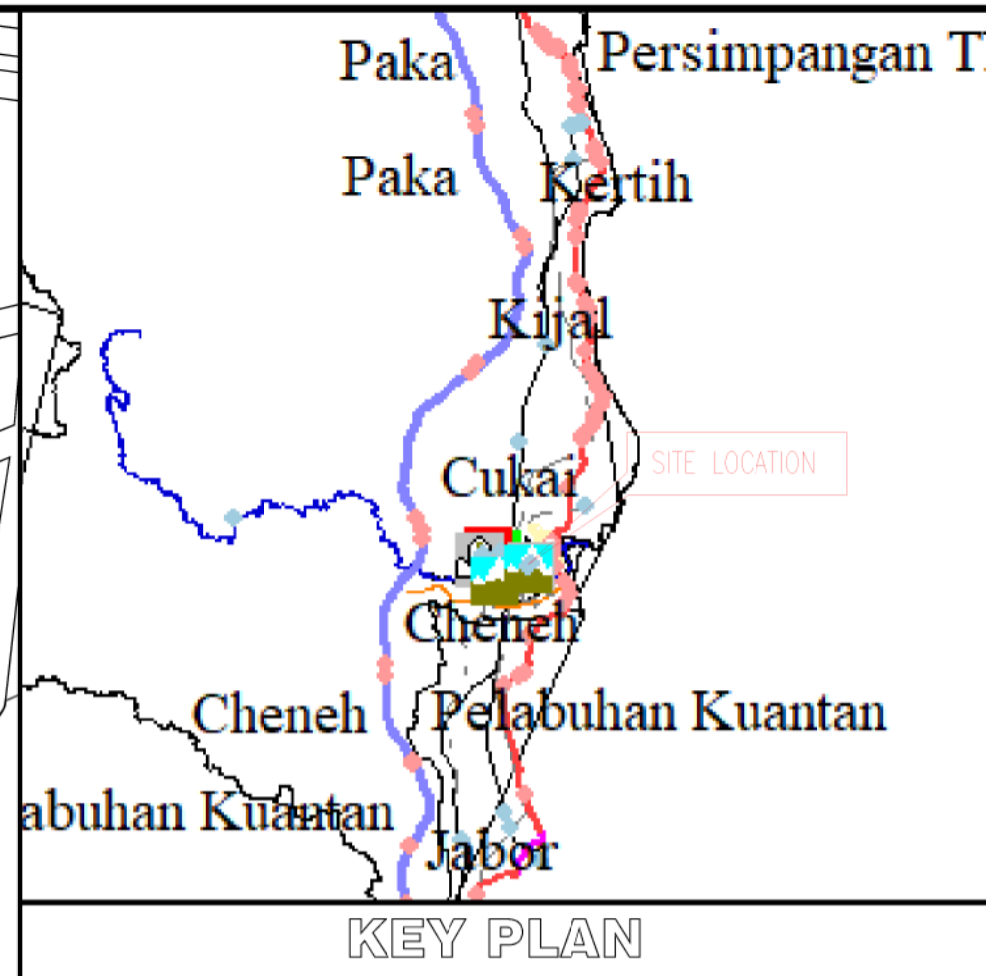 Paka
Persimpangan
Paka
Kertih
Kijal
SITE LOCATION
Cukai
Cheneh
Cheneh
Pelabuhan Kuantan
abuhan Kuantan
Jabor
KEY PLAN